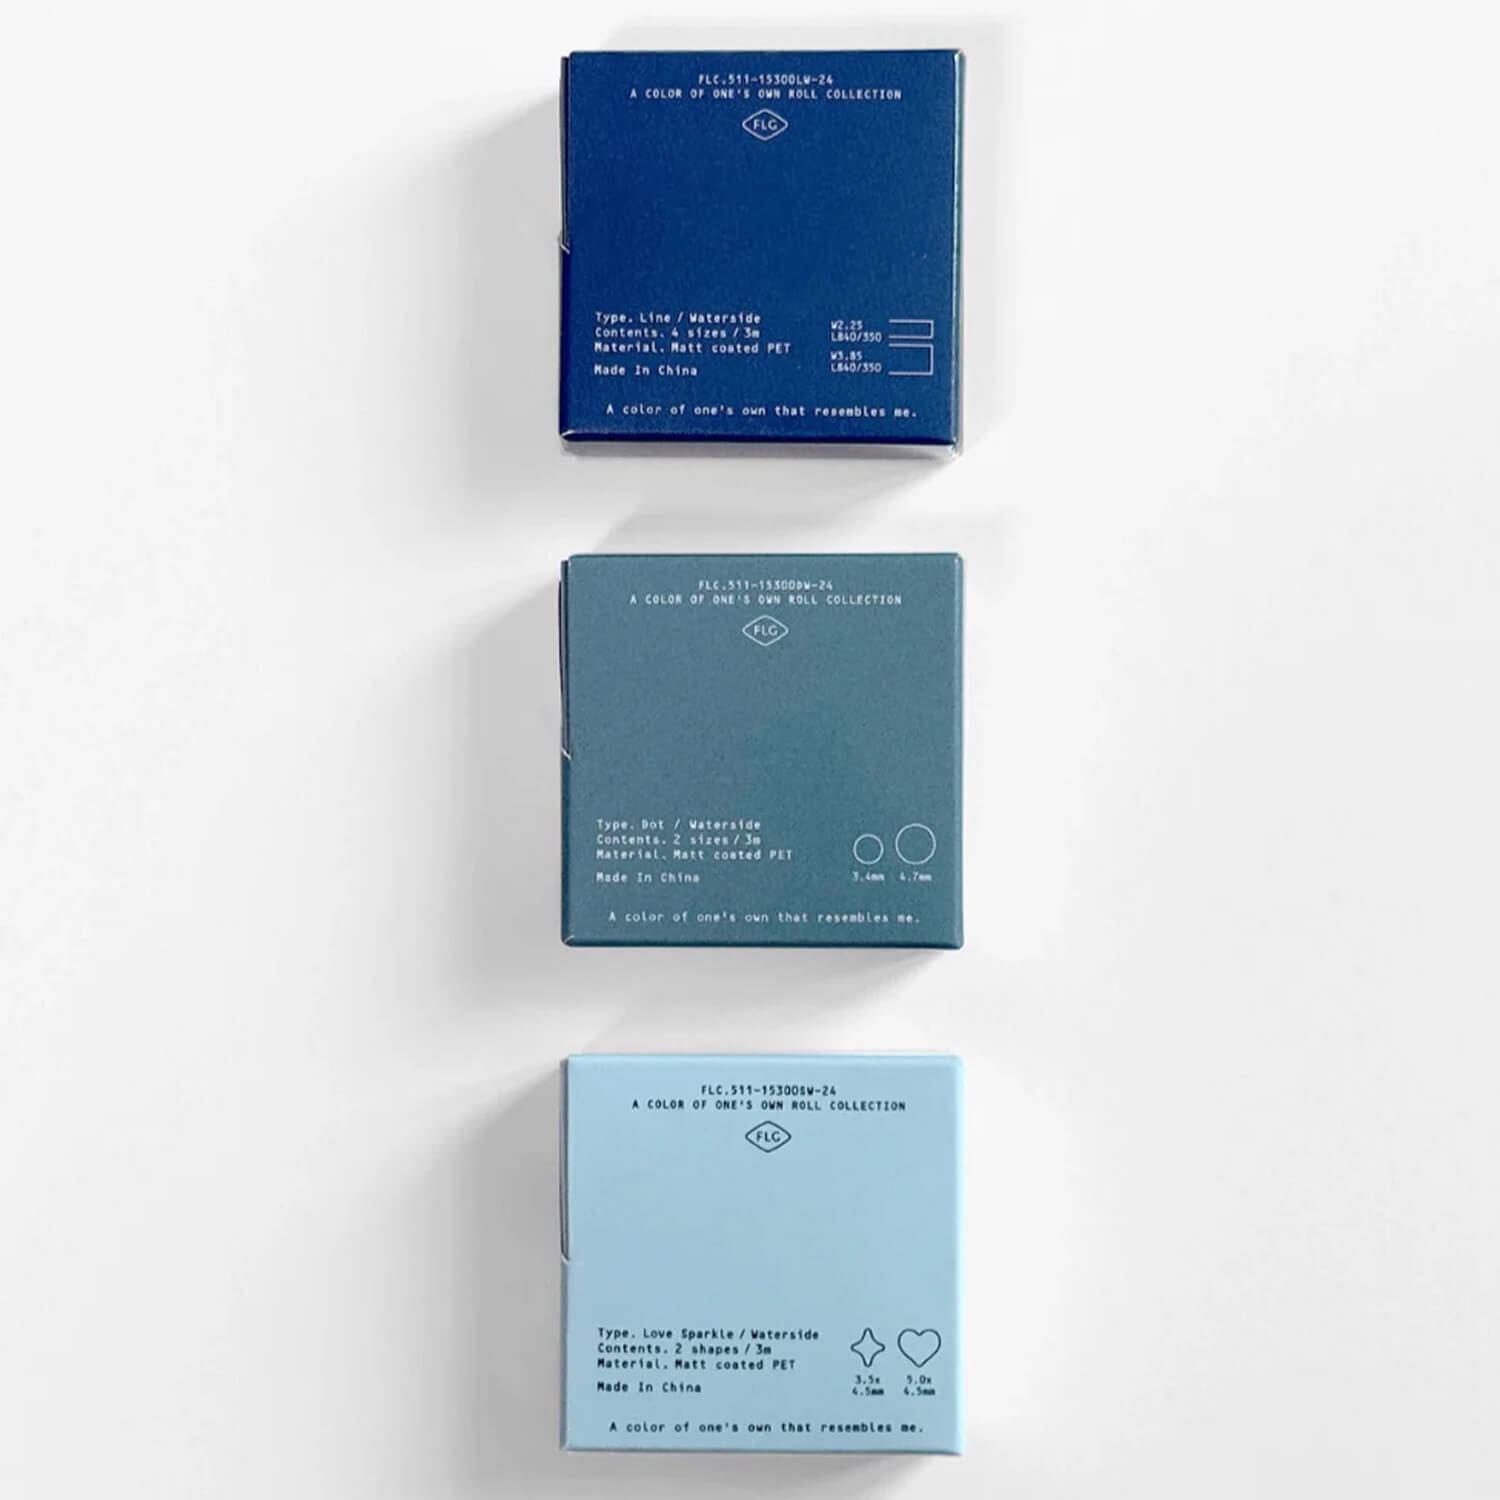 FLC.511-15300LW-24
A COLOR OF ONE'S OWN ROLL COLLECTION
FLG
Type. Line / Waterside
Contents. 4 sizes / 3m
Material. Matt coated PET
Made In China
W2.25
L840/350
W3.85
L840/350
A color of one's own that resembles me.
FLC.511-15300DW-24
A COLOR OF ONE'S OWN ROLL COLLECTION
FLG
Type. Dot / Waterside
Contents. 2 sizes / 3m
Material. Matt coated PET
Made In China
3.4mm 4.7mm
A color of one's own that resembles me.
FLC.511-15300SW-24
A COLOR OF ONE'S OWN ROLL COLLECTION
FLG
Type. Love Sparkle / Waterside
Contents. 2 shapes / 3m
Material. Matt coated PET
Made In China
3.5x 5.0x
4.5mm 4.5mm
A color of one's own that resembles me.